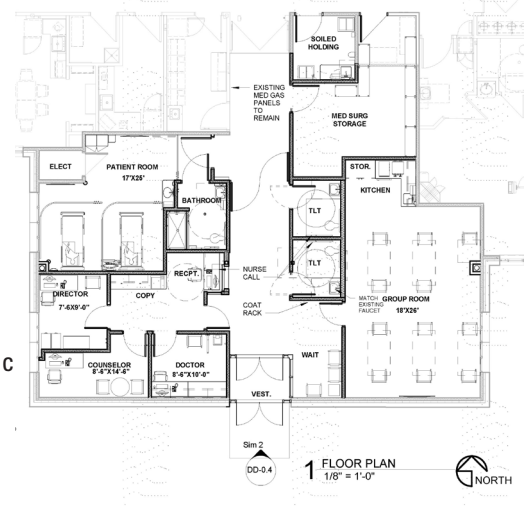 SOILED
HOLDING
EXISTING
MED GAS
PANELS
TO
REMAIN
MED SURG
STORAGE
ELECT
PATIENT ROOM
17'X25'
STOR.
KITCHEN
BATHROOM
TLT
RECPT.
NURSE
CALL
TLT
DIRECTOR
7'-6X9'-0"
COPY
COAT
RACK
MATCH
EXISTING
FAUCET
GROUP ROOM
18'X26'
C
COUNSELOR
8'-6"X14'-6"
DOCTOR
8'-6"X10'-0"
WAIT
VEST.
Sim 2
DD-0.4
1 FLOOR PLAN
1/8" = 1'-0"
NORTH